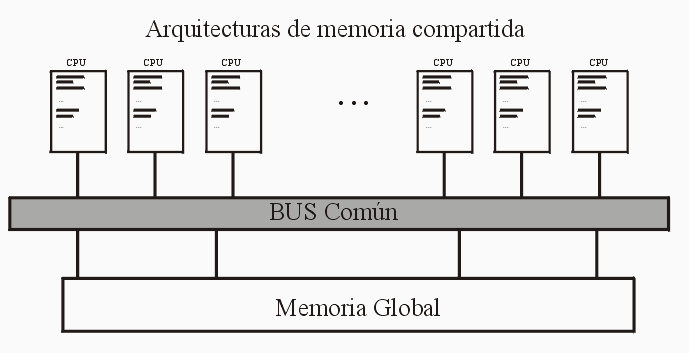 Arquitecturas de memoria compartida
CPU CPU CPU CPU CPU CPU
...
BUS Común
Memoria Global